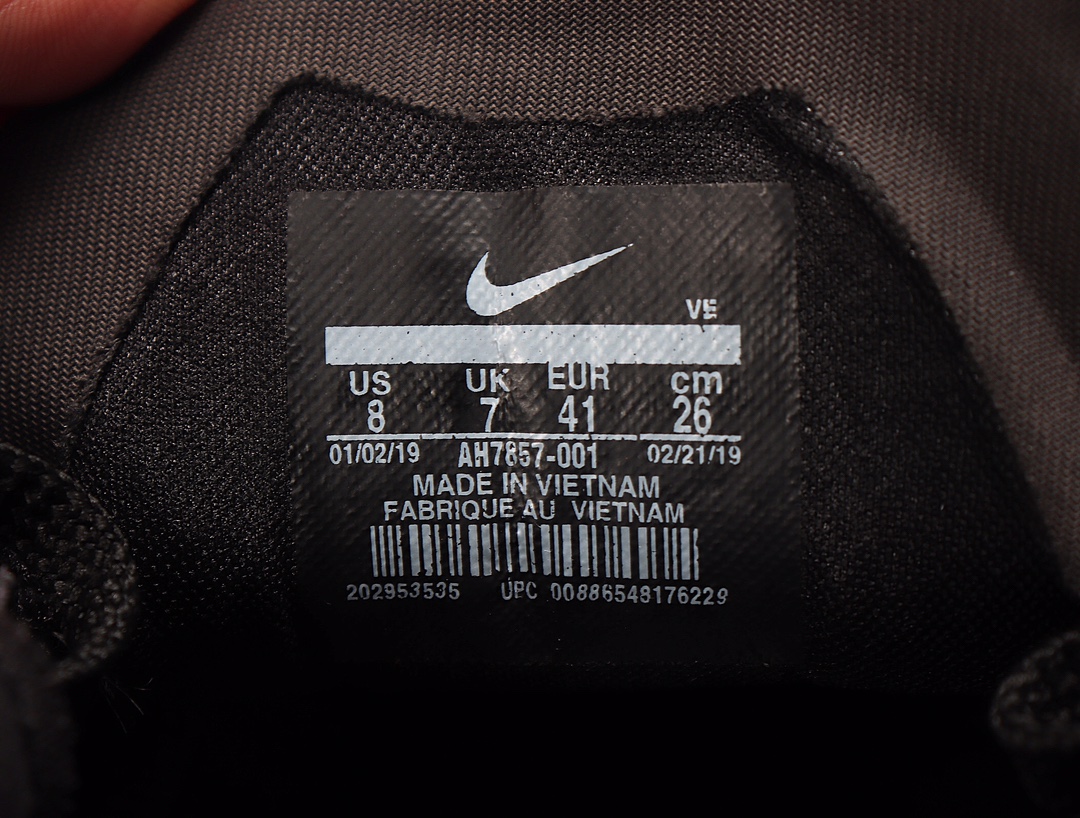 VE
US UK EUR cm
8 7 41 26
01/02/19 AH7857-001 02/21/19
MADE IN VIETNAM
FABRIQUE AU VIETNAM
202953535 UPC 00886548176229